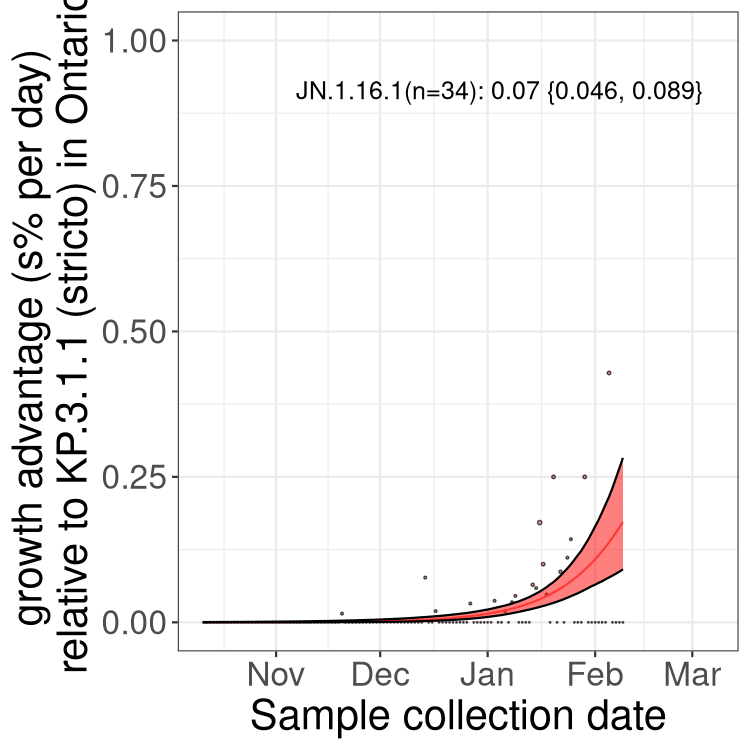 growth advantage (s% per day)
relative to KP.3.1.1 (stricto) in Ontario
1.00
0.75
0.50
0.25
0.00
JN.1.16.1(n=34): 0.07 {0.046, 0.089}
Nov Dec Jan Feb Mar
Sample collection date